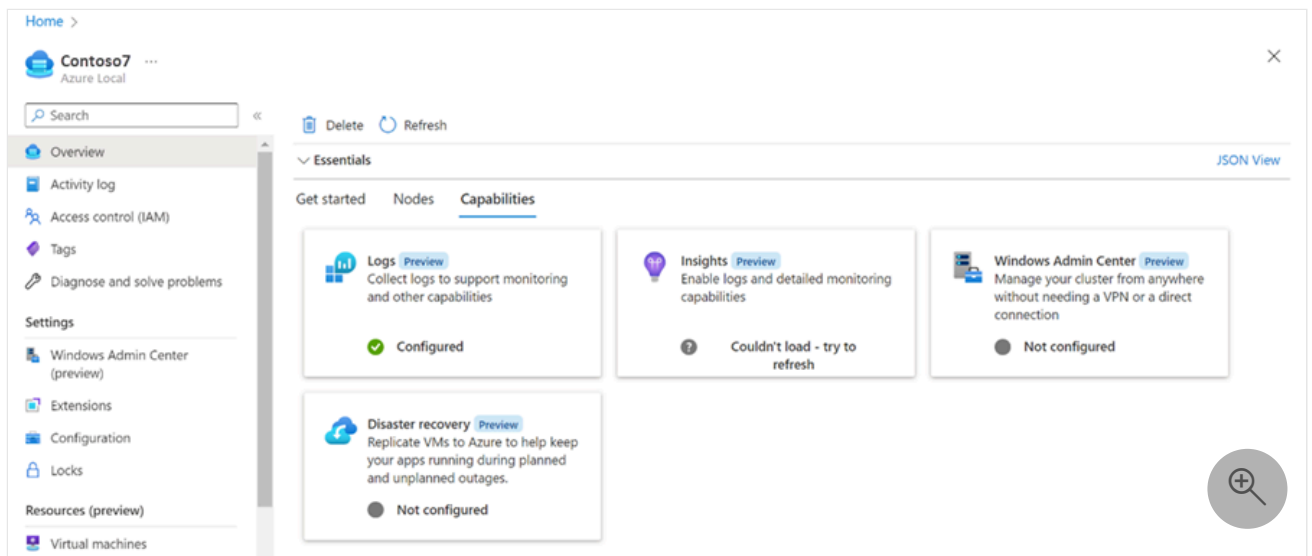 Home >
Contoso7 ...
Azure Local
Search
«
Overview
Activity log
Access control (IAM)
Tags
Diagnose and solve problems
Settings
Windows Admin Center
(preview)
Extensions
Configuration
Locks
Resources (preview)
Virtual machines
Delete Refresh
Essentials JSON View
Get started Nodes Capabilities
Logs Preview
Collect logs to support monitoring
and other capabilities
Configured
Insights Preview
Enable logs and detailed monitoring
capabilities
Couldn't load - try to
refresh
Windows Admin Center Preview
Manage your cluster from anywhere
without needing a VPN or a direct
connection
Not configured
Disaster recovery Preview
Replicate VMs to Azure to help keep
your apps running during planned
and unplanned outages.
Not configured